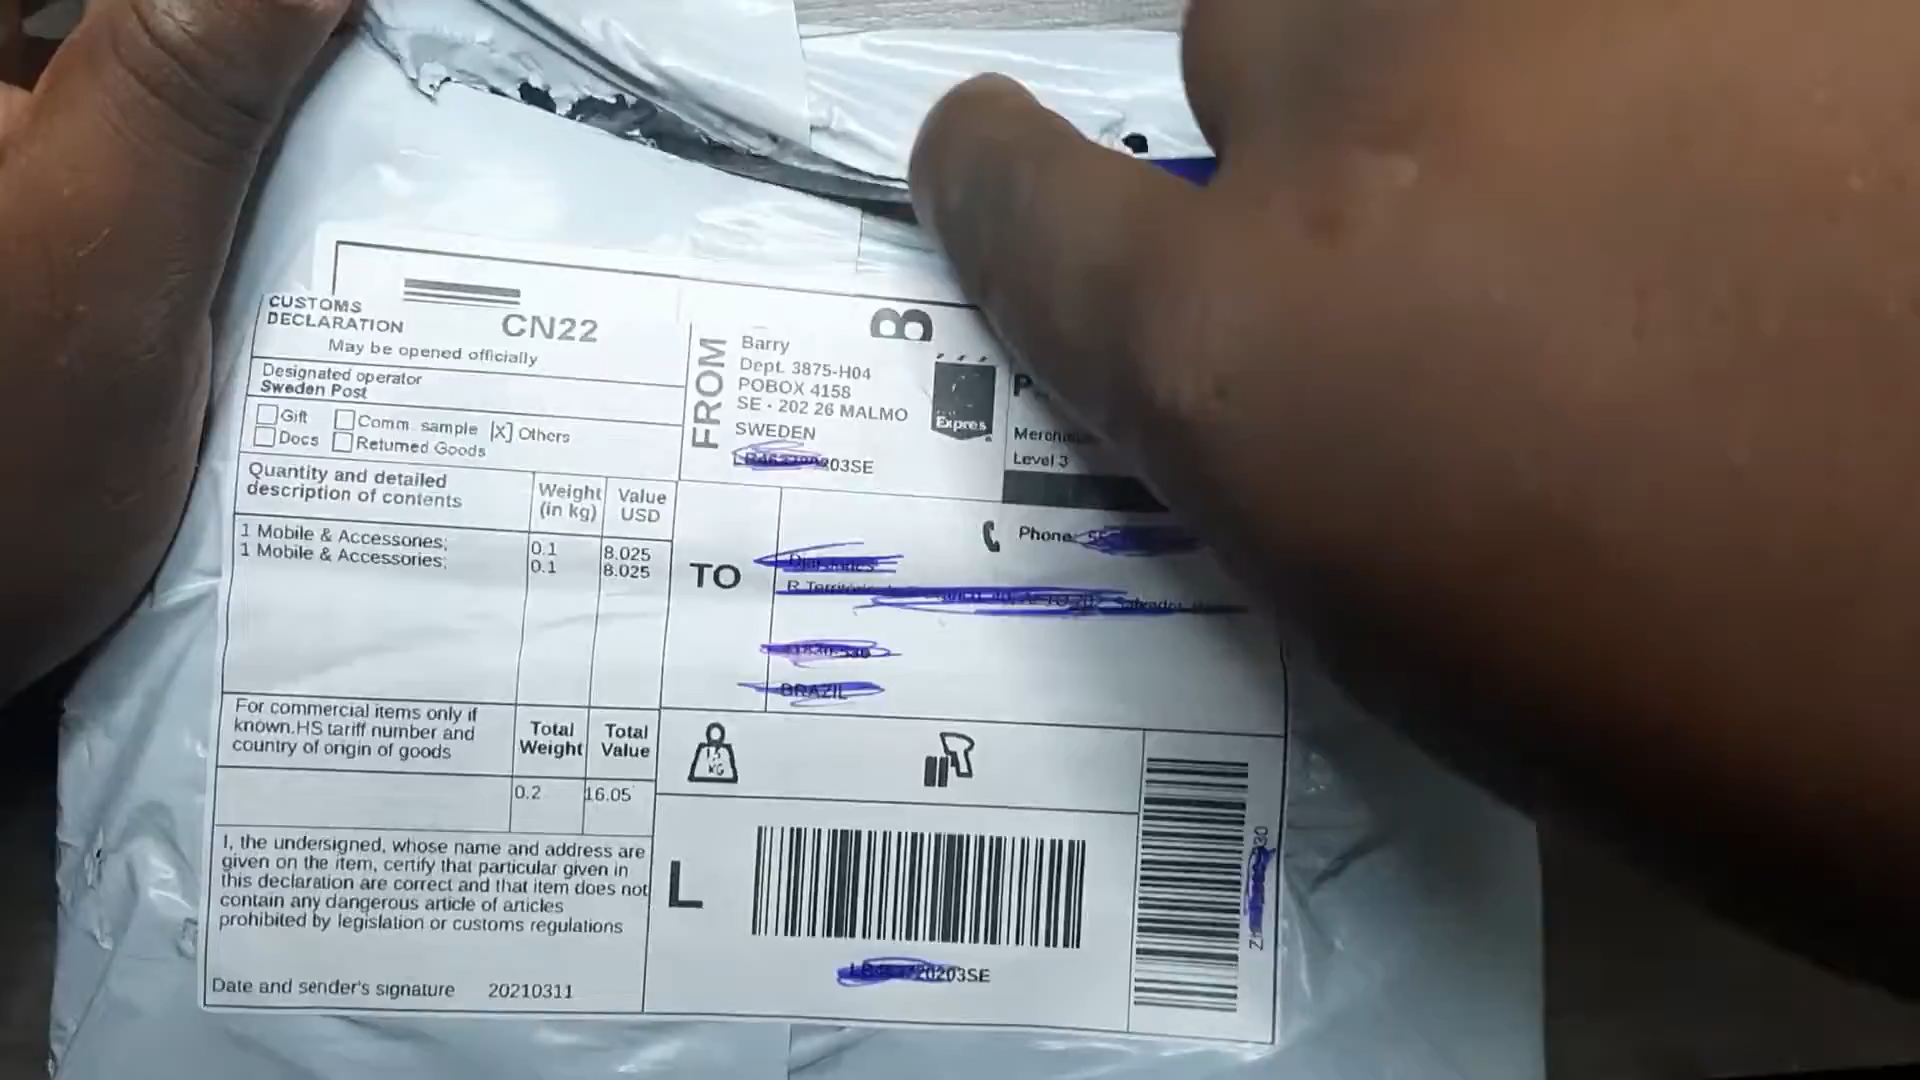 CUSTOMS
DECLARATION
CN22
May be opened officially
Designated operator
Sweden Post
Gift
Comm. sample
[X] Others
Docs
Returned Goods
Quantity and detailed
description of contents
Weight
(in kg)
Value
USD
1 Mobile & Accessories;
0.1
8.025
1 Mobile & Accessories;
0.1
8.025
For commercial items only if
known.HS tariff number and
country of origin of goods
Total
Weight
Total
Value
0.2
16.05
I, the undersigned, whose name and address are
given on the item, certify that particular given in
this declaration are correct and that item does not
contain any dangerous article of articles
prohibited by legislation or customs regulations
Date and sender's signature 20210311
FROM
Barry
Dept. 3875-H04
POBOX 4158
SE - 202 26 MALMO
SWEDEN
203SE
B
Expres
Level 3
TO
Phone
BRAZIL
KG
L
203SE